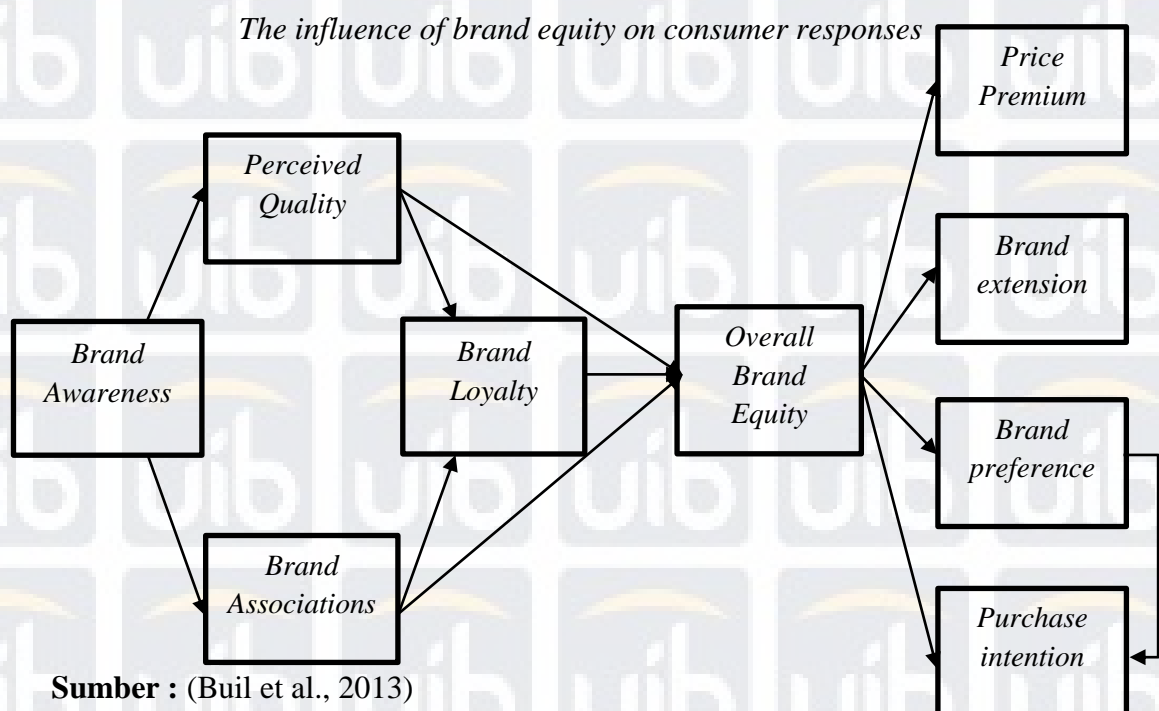 The influence of brand equity on consumer responses
Price
Premium
Perceived
Quality
Brand
extension
Brand
Awareness
Brand
Loyalty
Overall
Brand
Equity
Brand
preference
Brand
Associations
Purchase
intention
Sumber : (Buil et al., 2013)
uib